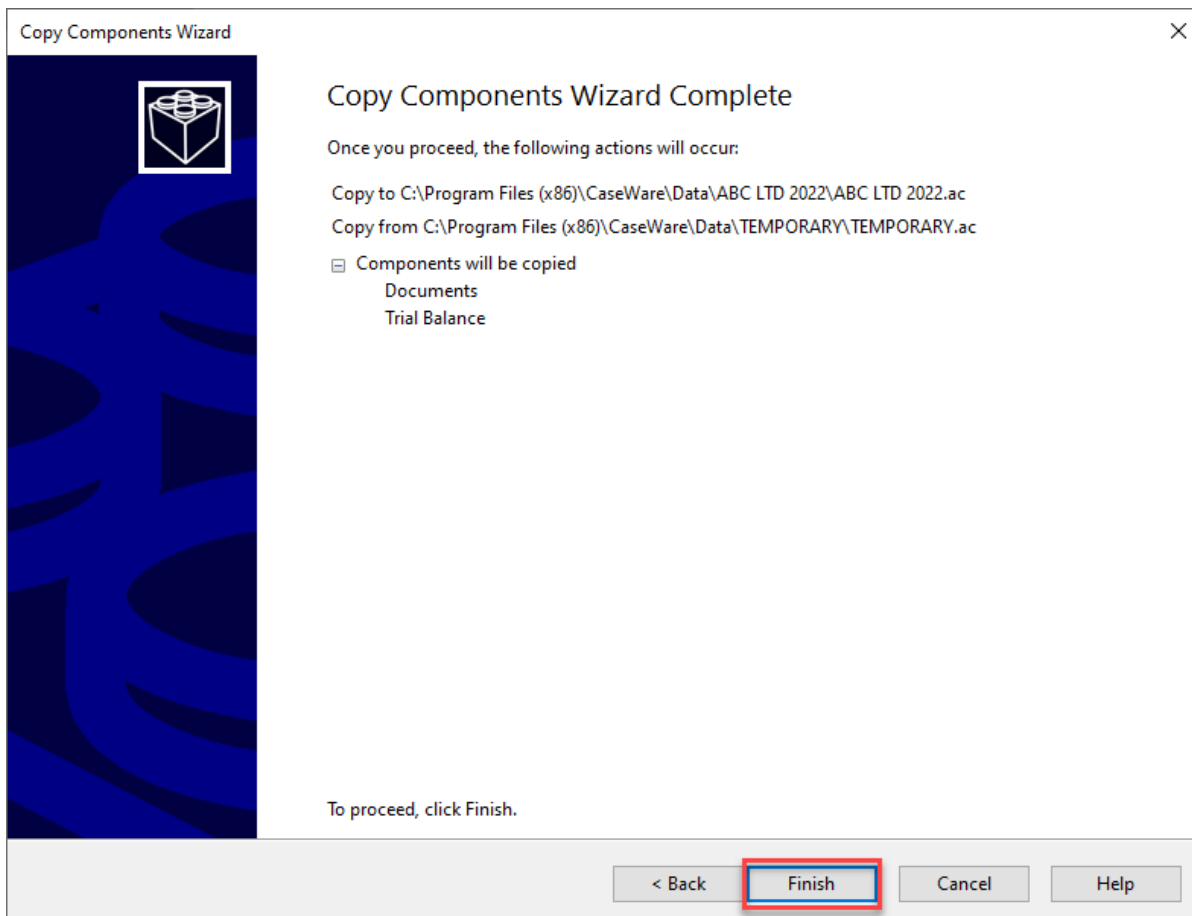 Copy Components Wizard
Copy Components Wizard Complete
Once you proceed, the following actions will occur:
Copy to C:\Program Files (x86)\CaseWare\Data\ABC LTD 2022\ABC LTD 2022.ac
Copy from C:\Program Files (x86)\CaseWare\Data\TEMPORARY\TEMPORARY.ac
Components will be copied
Documents
Trial Balance
To proceed, click Finish.
< Back Finish Cancel Help